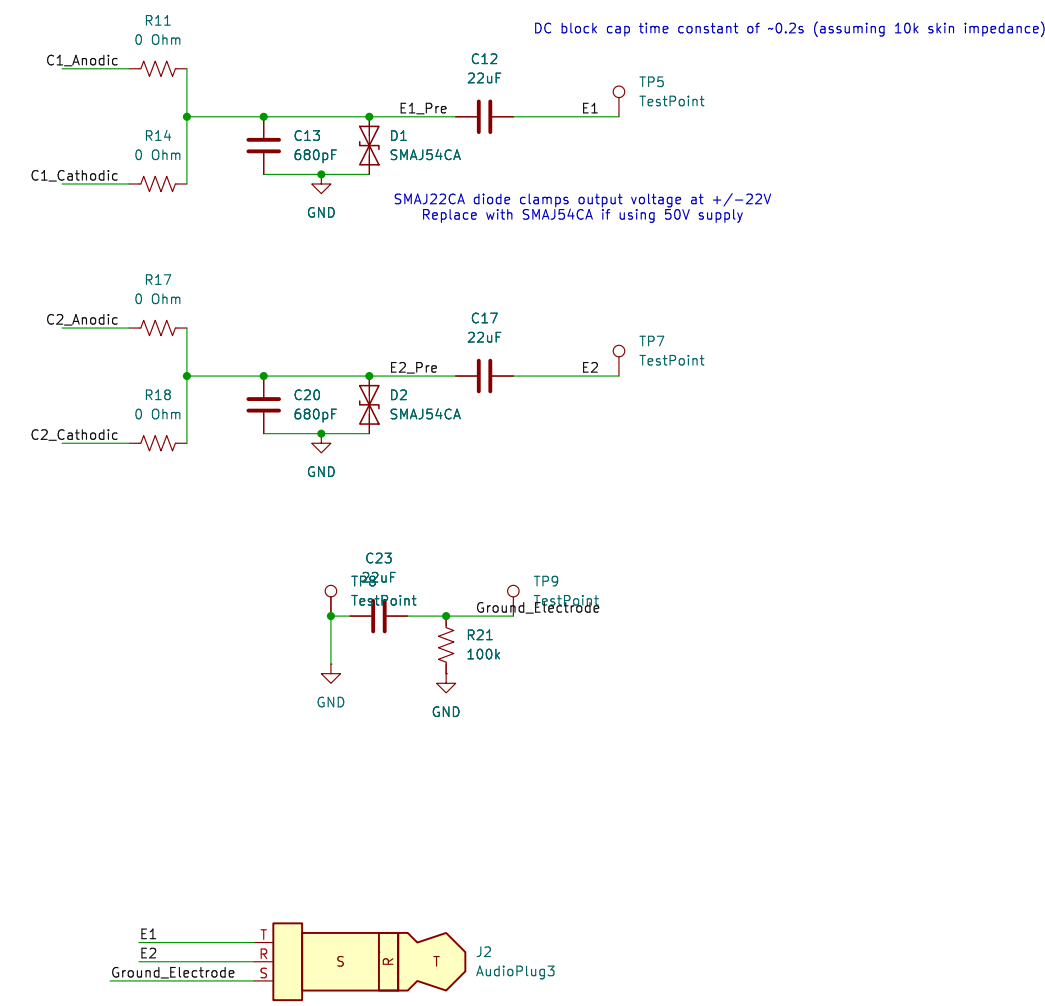 R11
0 Ohm
C1_Anodic
DC block cap time constant of ~0.2s (assuming 10k skin impedance)
C12
22uF
TP5
TestPoint
E1_Pre
E1
R14
0 Ohm
C13
680pF
D1
SMAJ54CA
C1_Cathodic
GND
SMAJ22CA diode clamps output voltage at +/-22V
Replace with SMAJ54CA if using 50V supply
R17
0 Ohm
C2_Anodic
C17
22uF
TP7
TestPoint
E2_Pre
E2
R18
0 Ohm
C20
680pF
D2
SMAJ54CA
C2_Cathodic
GND
C23
22uF
TP8
TestPoint
TP9
TestPoint
Ground_Electrode
R21
100k
GND
GND
E1
T
E2
R
Ground_Electrode
S
S
R
T
J2
AudioPlug3